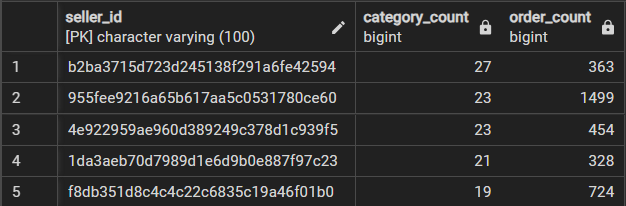 seller_id category_count order_count
[PK] character varying (100) bigint bigint
1 b2ba3715d723d245138f291a6fe42594 27 363
2 955fee9216a65b617aa5c0531780ce60 23 1499
3 4e922959ae960d389249c378d1c939f5 23 454
4 1da3aeb70d7989d1e6d9b0e887f97c23 21 328
5 f8db351d8c4c4c22c6835c19a46f01b0 19 724